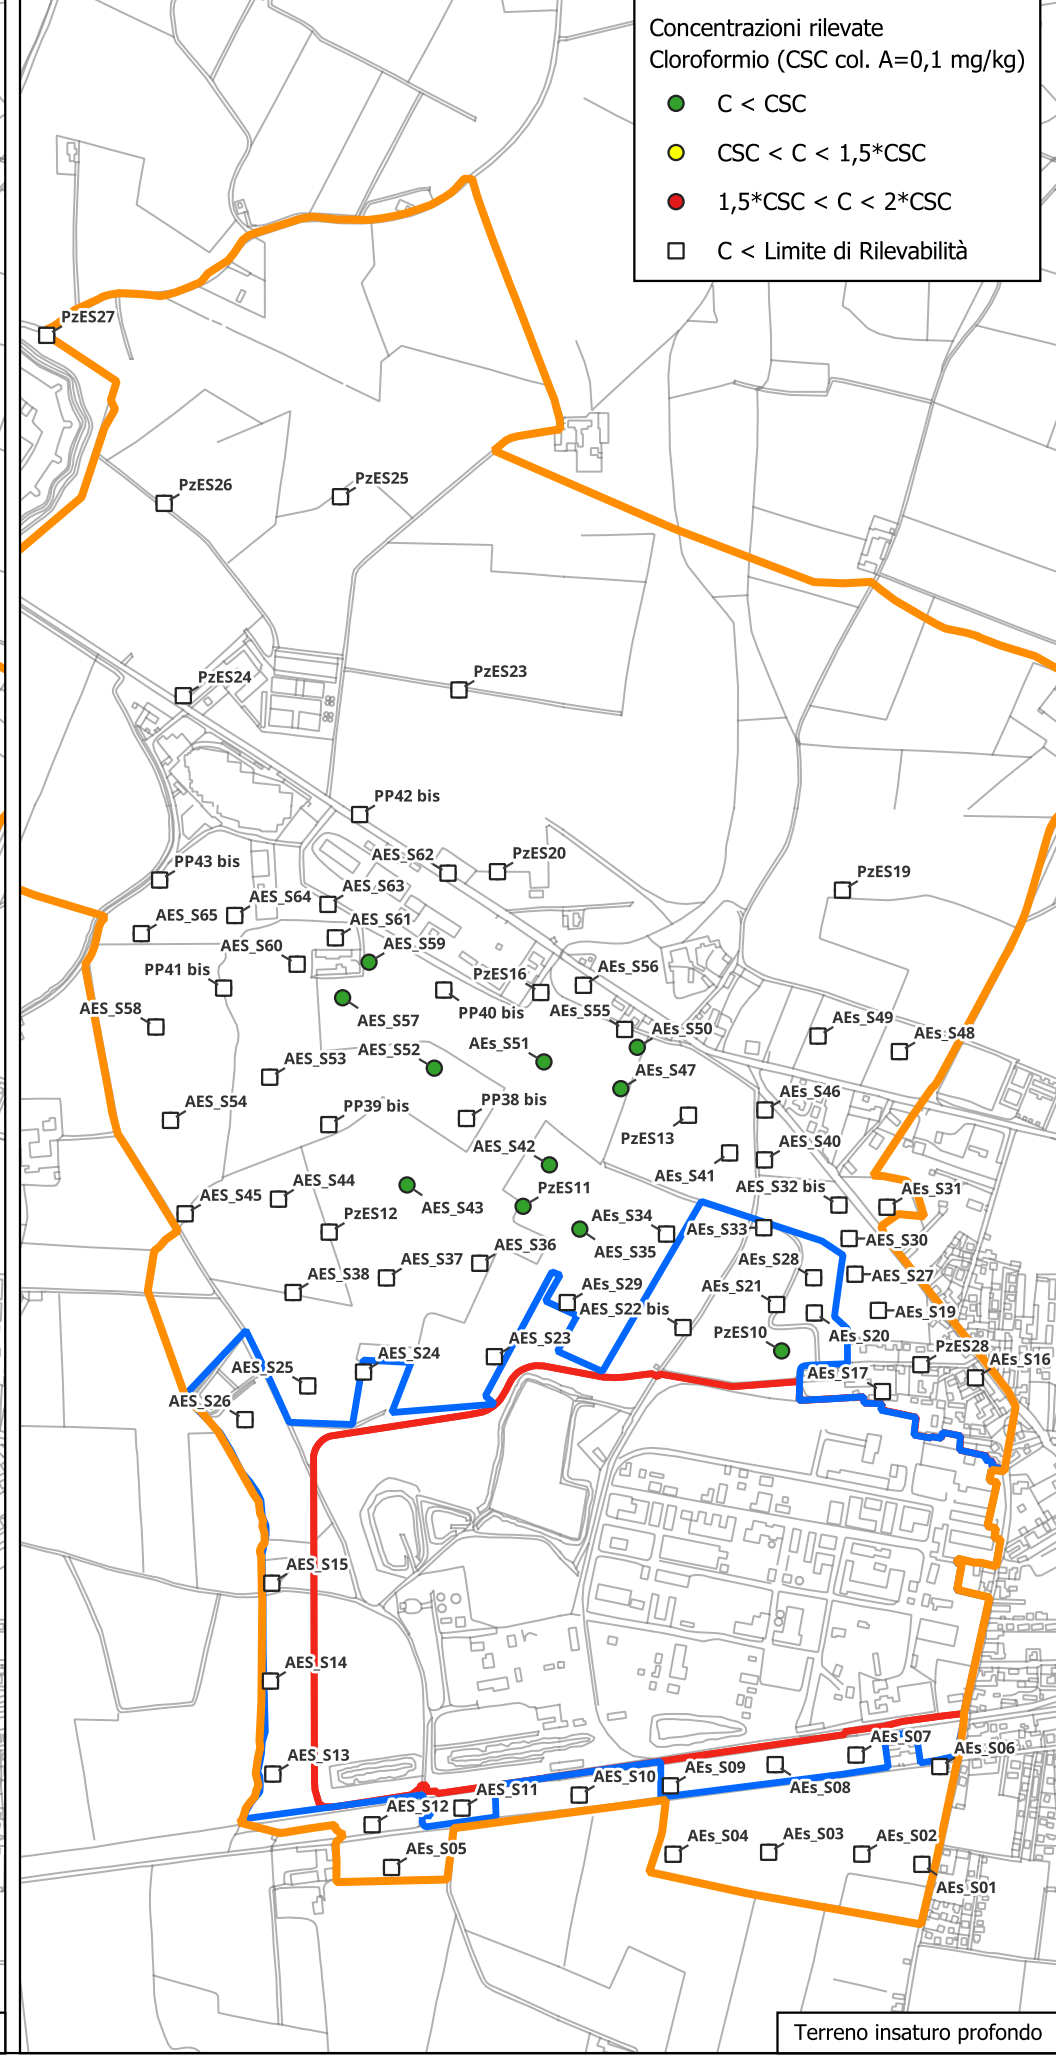 Concentrazioni rilevate
Cloroformio (CSC col. A=0,1 mg/kg)
C < CSC
CSC < C < 1,5*CSC
1,5*CSC < C < 2*CSC
C < Limite di Rilevabilità
PzES27
PzES26
PzES25
PzES24
PzES23
PP42 bis
AES_S62
PzES20
PP43 bis
PzES19
AES_S63
AES_S64
AES_S65
AES_S61
AES_S60
AES_S59
PP41 bis
PzES16
AEs_S56
AES_S58
AES_S57
PP40 bis
AEs_S55
AEs_S49
AEs_S50
AEs_S48
AES_S53
AES_S52
AEs_S51
AEs_S47
AEs_S46
AES_S54
PP39 bis
PP38 bis
PzES13
AEs_S40
AES_S42
AEs_S41
AES_S44
PzES11
AES_S32 bis
AEs_S31
AES_S45
AES_S43
PzES12
AEs_S34
AEs_S33
AEs_S30
AES_S35
AES_S36
AES_S37
AEs_S28
AEs_S27
AES_S38
AEs_S29
AEs_S21
AEs_S22 bis
AEs_S19
AEs_S20
AES_S23
PzES10
AES_S24
PzES28
AES_S25
AEs_S17
AEs_S16
AES_S26
AES_S15
AES_S14
AES_S13
AEs_S07
AEs_S06
AEs_S09
AEs_S10
AES_S11
AEs_S08
AES_S12
AEs_S05
AEs_S04
AEs_S03
AEs_S02
AEs_S01
Terreno insaturo profondo